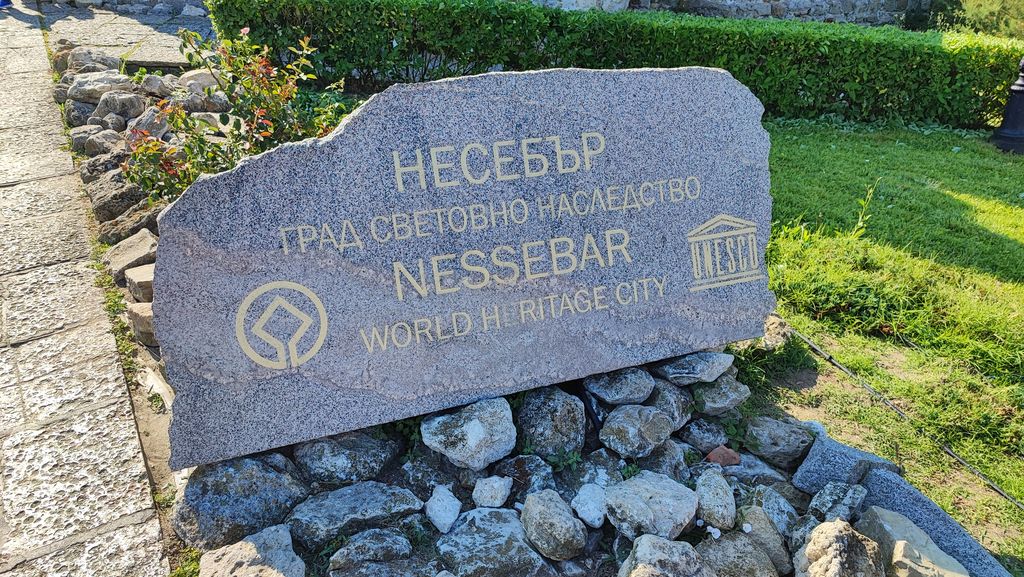 НЕСЕБЪР
ГРАД СВЕТОВНО НАСЛЕДСТВО
NESSEBAR
WORLD HERITAGE CITY
UNESCO